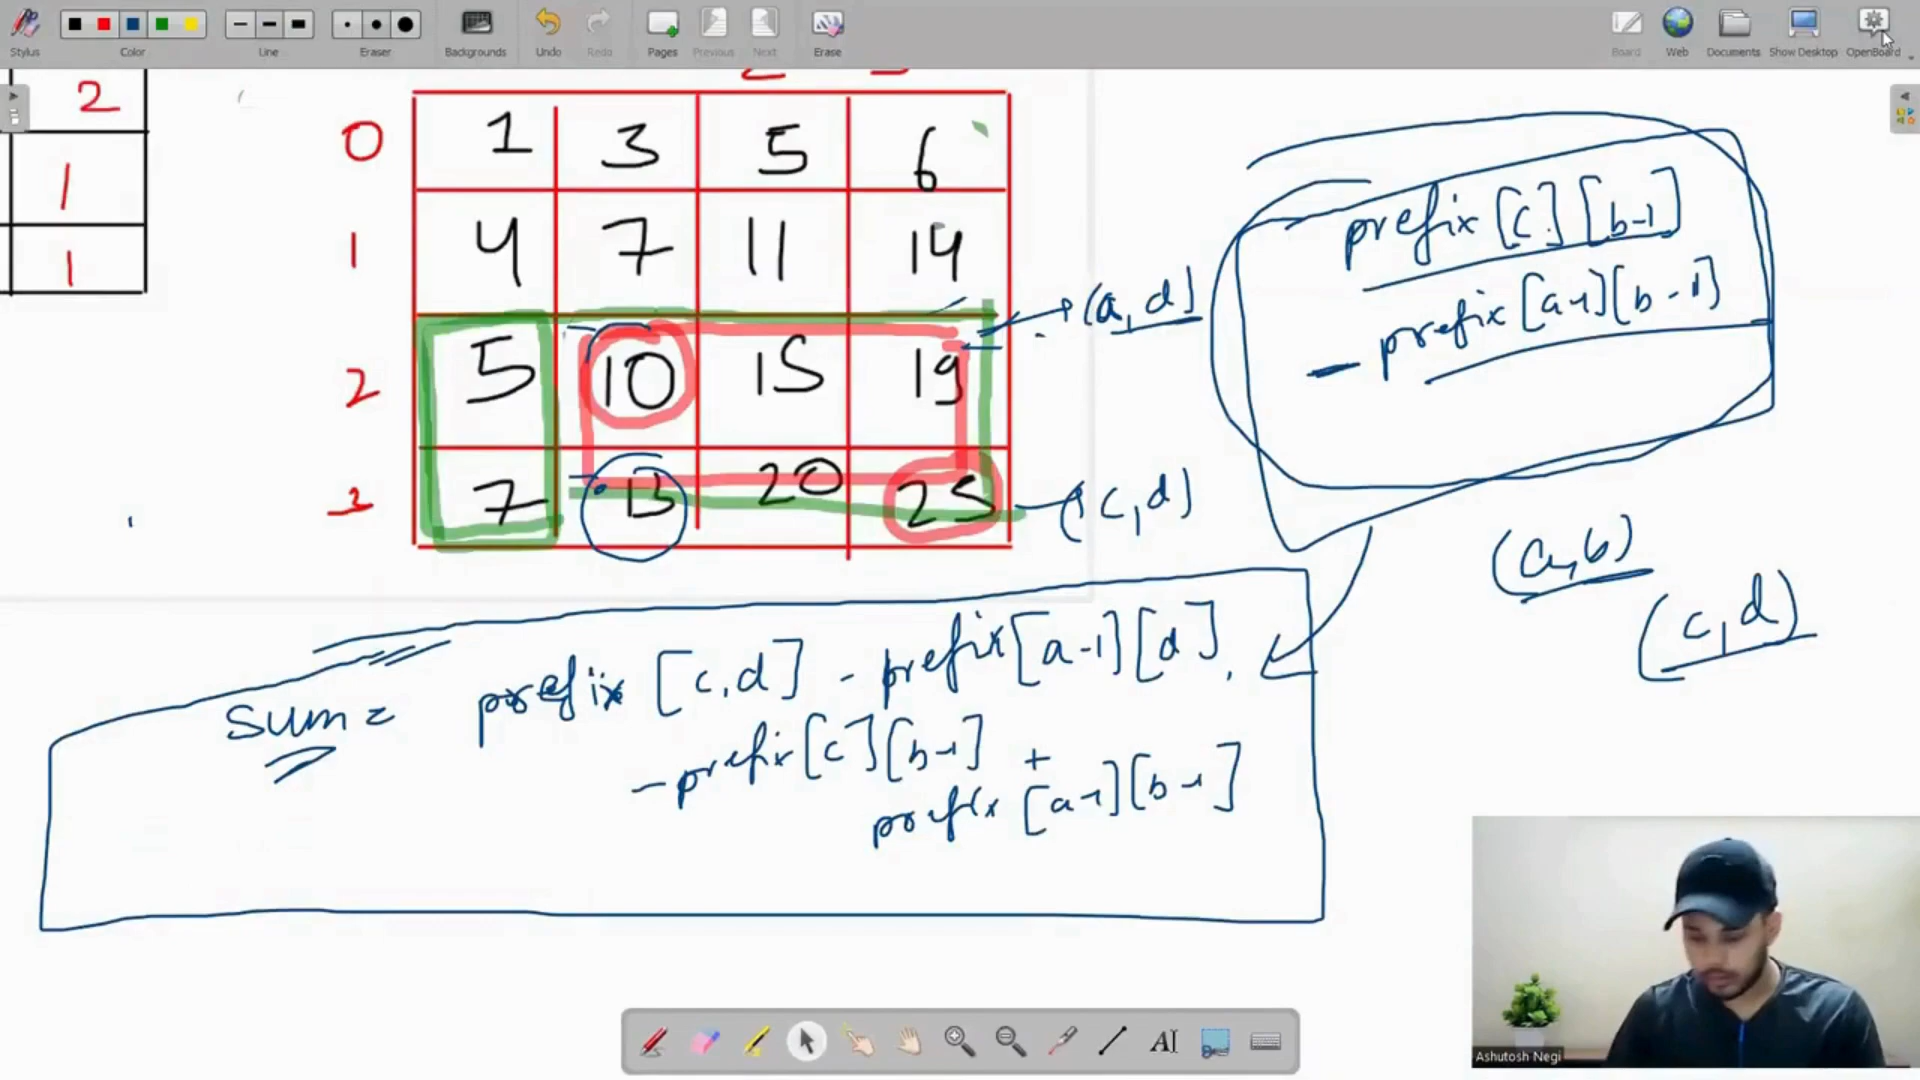 Stylus
Color
Line
Eraser
Backgrounds
Undo
Redo
Pages
Previous
Next
Erase
Board
Web
Documents
Show Desktop
OpenBoard
2
1
1
0 1 3 5 6
1 4 7 11 14
2 5 10 15 19
3 7 13 20 25
(a, d)
(c, d)
prefix [c] [b-1]
- prefix [a-1] [b-1]
(a, b)
(c, d)
sum = prefix [c, d] - prefix [a-1] [d]
- prefix [c] [b-1] +
prefix [a-1] [b-1]
AI
Ashutosh Negi